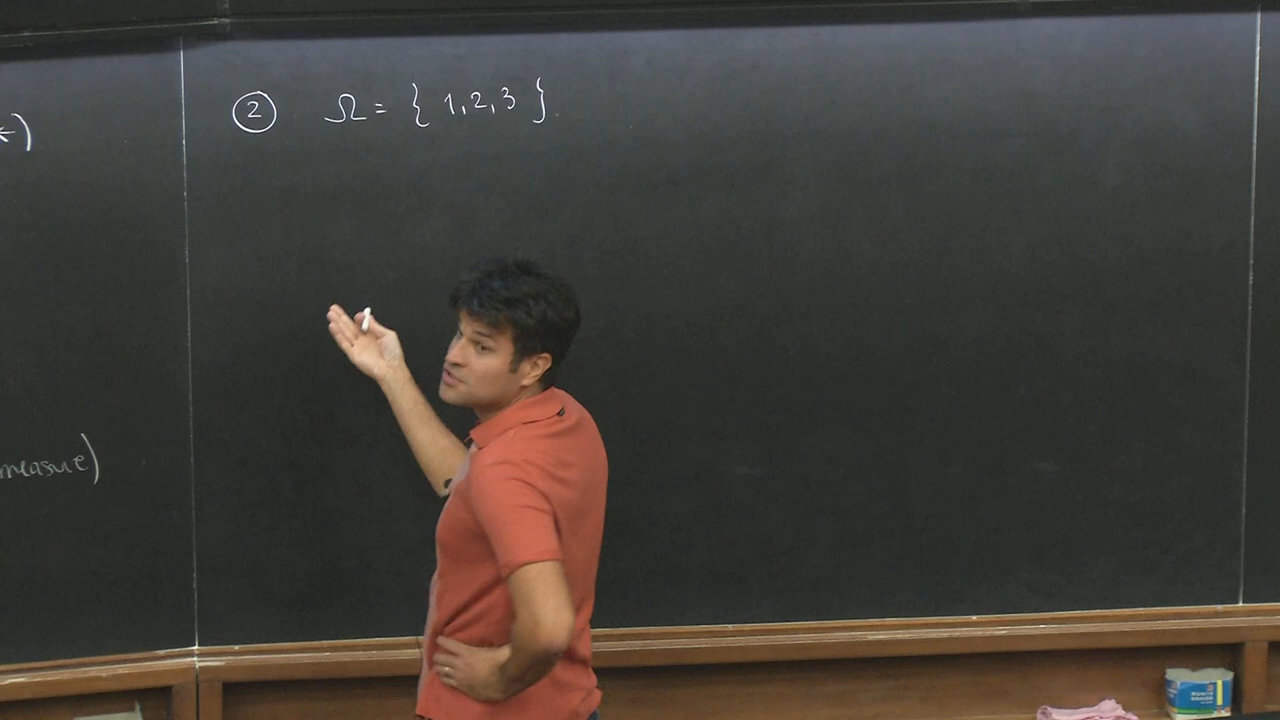 ② Ω = { 1, 2, 3 }.
measure)